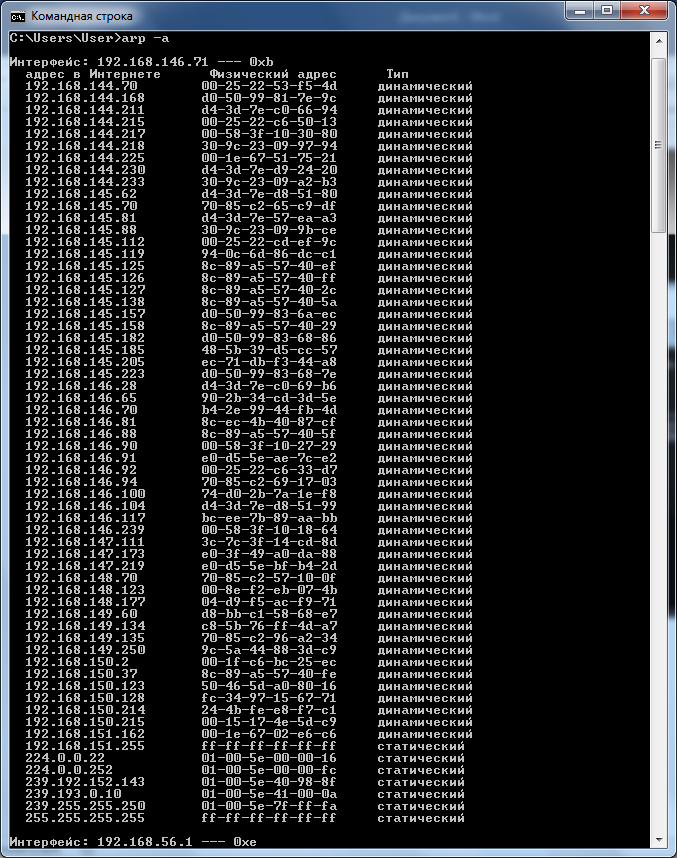 Командная строка
C:\Users\User>arp -a
Интерфейс: 192.168.146.71 --- 0xb
адрес в Интернете Физический адрес Тип
192.168.144.70 00-25-22-53-f5-4d динамический
192.168.144.168 d0-50-99-81-7e-9c динамический
192.168.144.211 d4-3d-7e-c0-66-94 динамический
192.168.144.215 00-25-22-c6-50-13 динамический
192.168.144.217 00-58-3f-10-30-80 динамический
192.168.144.218 30-9c-23-09-97-94 динамический
192.168.144.225 00-1e-67-51-75-21 динамический
192.168.144.230 d4-3d-7e-d9-24-20 динамический
192.168.144.233 30-9c-23-09-a2-b3 динамический
192.168.145.62 d4-3d-7e-d8-51-80 динамический
192.168.145.70 70-85-c2-65-c9-df динамический
192.168.145.81 d4-3d-7e-57-ea-a3 динамический
192.168.145.88 30-9c-23-09-9b-ce динамический
192.168.145.112 00-25-22-cd-ef-9c динамический
192.168.145.119 94-0c-6d-86-dc-c1 динамический
192.168.145.125 8c-89-a5-57-40-ef динамический
192.168.145.126 8c-89-a5-57-40-ff динамический
192.168.145.127 8c-89-a5-57-40-2c динамический
192.168.145.138 8c-89-a5-57-40-5a динамический
192.168.145.157 d0-50-99-83-6a-ec динамический
192.168.145.158 8c-89-a5-57-40-29 динамический
192.168.145.182 d0-50-99-83-68-86 динамический
192.168.145.185 48-5b-39-d5-cc-57 динамический
192.168.145.205 ec-71-db-f3-44-a8 динамический
192.168.145.223 d0-50-99-83-68-7e динамический
192.168.146.28 d4-3d-7e-c0-69-b6 динамический
192.168.146.65 90-2b-34-cd-3d-5e динамический
192.168.146.70 b4-2e-99-44-fb-4d динамический
192.168.146.81 8c-ec-4b-40-87-cf динамический
192.168.146.88 8c-89-a5-57-40-5f динамический
192.168.146.90 00-58-3f-10-27-29 динамический
192.168.146.91 e0-d5-5e-ae-7c-e2 динамический
192.168.146.92 00-25-22-c6-33-d7 динамический
192.168.146.94 70-85-c2-69-17-03 динамический
192.168.146.100 74-d0-2b-7a-1e-f8 динамический
192.168.146.104 d4-3d-7e-d8-51-99 динамический
192.168.146.117 bc-ee-7b-89-aa-bb динамический
192.168.146.239 00-58-3f-10-18-64 динамический
192.168.147.111 3c-7c-3f-14-cd-8d динамический
192.168.147.173 e0-3f-49-a0-da-88 динамический
192.168.147.219 e0-d5-5e-bf-b4-2d динамический
192.168.148.70 70-85-c2-57-10-0f динамический
192.168.148.123 00-8e-f2-eb-07-4b динамический
192.168.148.177 04-d9-f5-ac-f9-71 динамический
192.168.149.60 d8-bb-c1-58-68-e7 динамический
192.168.149.134 c8-5b-76-ff-4d-a7 динамический
192.168.149.135 70-85-c2-96-a2-34 динамический
192.168.149.250 9c-5a-44-88-3d-c9 динамический
192.168.150.2 00-1f-c6-bc-25-ec динамический
192.168.150.37 8c-89-a5-57-40-fe динамический
192.168.150.123 50-46-5d-a0-80-16 динамический
192.168.150.128 fc-34-97-15-67-71 динамический
192.168.150.214 24-4b-fe-e8-f7-c1 динамический
192.168.150.215 00-15-17-4e-5d-c9 динамический
192.168.151.162 00-1e-67-02-e6-c6 динамический
192.168.151.255 ff-ff-ff-ff-ff-ff статический
224.0.0.22 01-00-5e-00-00-16 статический
224.0.0.252 01-00-5e-00-00-fc статический
239.192.152.143 01-00-5e-40-98-8f статический
239.193.0.10 01-00-5e-41-00-0a статический
239.255.255.250 01-00-5e-7f-ff-fa статический
255.255.255.255 ff-ff-ff-ff-ff-ff статический
Интерфейс: 192.168.56.1 --- 0xe